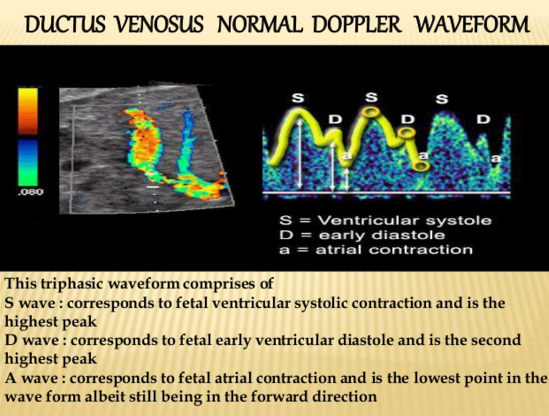 DUCTUS VENOSUS NORMAL DOPPLER WAVEFORM
S S S
D D D
a a a
.080
S = Ventricular systole
D = early diastole
a = atrial contraction
This triphasic waveform comprises of
S wave : corresponds to fetal ventricular systolic contraction and is the
highest peak
D wave : corresponds to fetal early ventricular diastole and is the second
highest peak
A wave : corresponds to fetal atrial contraction and is the lowest point in the
wave form albeit still being in the forward direction